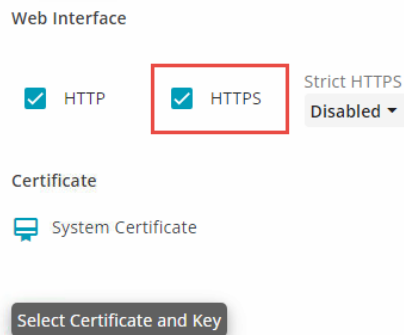 Web Interface
HTTP
HTTPS
Strict HTTPS
Disabled
Certificate
System Certificate
Select Certificate and Key